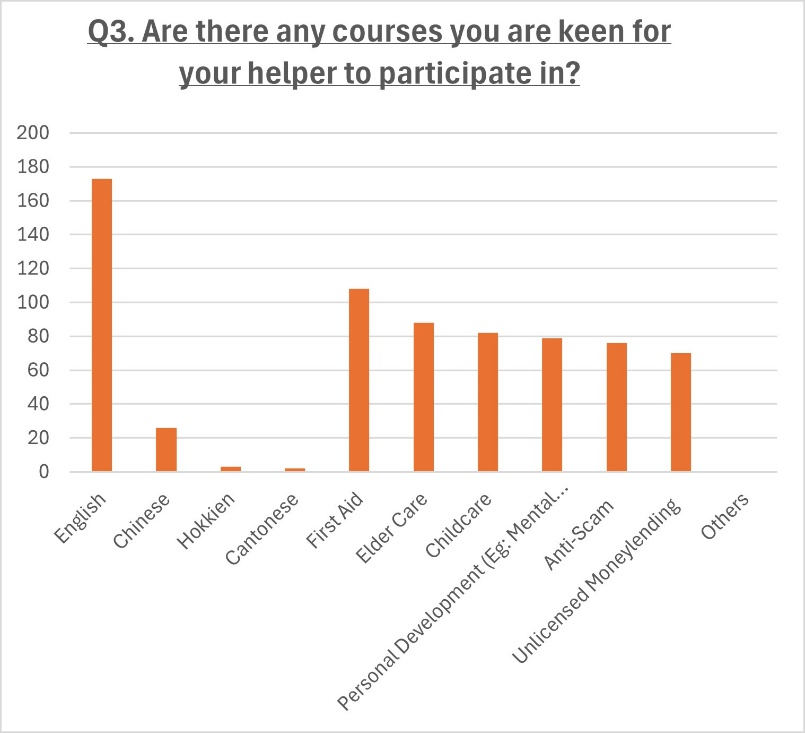 Q3. Are there any courses you are keen for
your helper to participate in?
200
180
160
140
120
100
80
60
40
20
0
English
Chinese
Hokkien
Cantonese
First Aid
Elder Care
Childcare
Personal Development (Eg: Mental...
Anti-Scam
Unlicensed Moneylending
Others